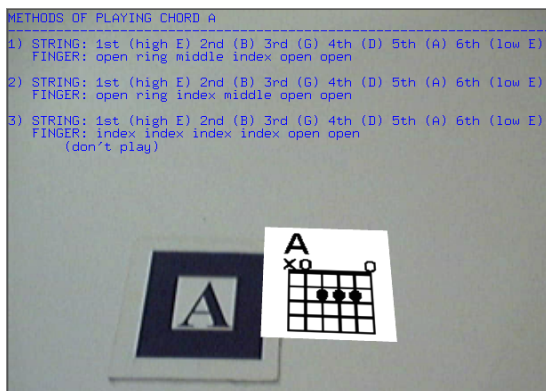 METHODS OF PLAYING CHORD A
1) STRING: 1st (high E) 2nd (B) 3rd (G) 4th (D) 5th (A) 6th (low E)
FINGER: open ring middle index open open
2) STRING: 1st (high E) 2nd (B) 3rd (G) 4th (D) 5th (A) 6th (low E)
FINGER: open ring index middle open open
3) STRING: 1st (high E) 2nd (B) 3rd (G) 4th (D) 5th (A) 6th (low E)
FINGER: index index index index open open
(don't play)
A
XO O
A